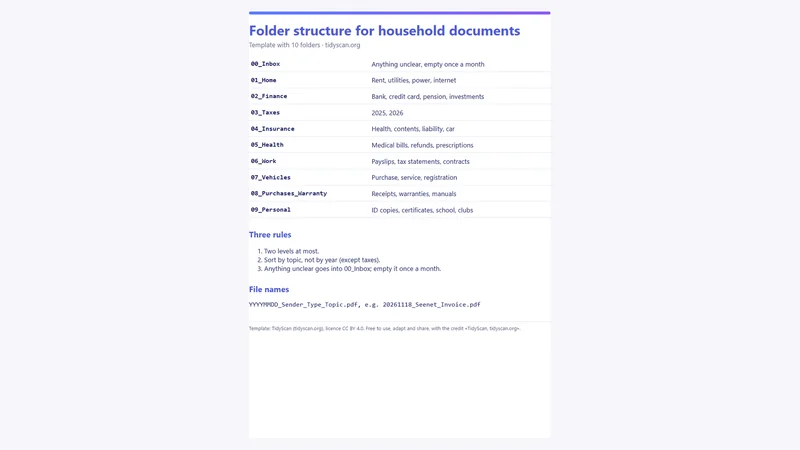 Folder structure for household documents
Template with 10 folders · tidyscan.org
00_Inbox Anything unclear, empty once a month
01_Home Rent, utilities, power, internet
02_Finance Bank, credit card, pension, investments
03_Taxes 2025, 2026
04_Insurance Health, contents, liability, car
05_Health Medical bills, refunds, prescriptions
06_Work Payslips, tax statements, contracts
07_Vehicles Purchase, service, registration
08_Purchases_Warranty Receipts, warranties, manuals
09_Personal ID copies, certificates, school, clubs
Three rules
1. Two levels at most.
2. Sort by topic, not by year (except taxes).
3. Anything unclear goes into 00_Inbox; empty it once a month.
File names
YYYYMMDD_Sender_Type_Topic.pdf, e.g. 20261118_Seenet_Invoice.pdf
Template: TidyScan (tidyscan.org), licence CC BY 4.0. Free to use, adapt and share, with the credit «TidyScan, tidyscan.org».